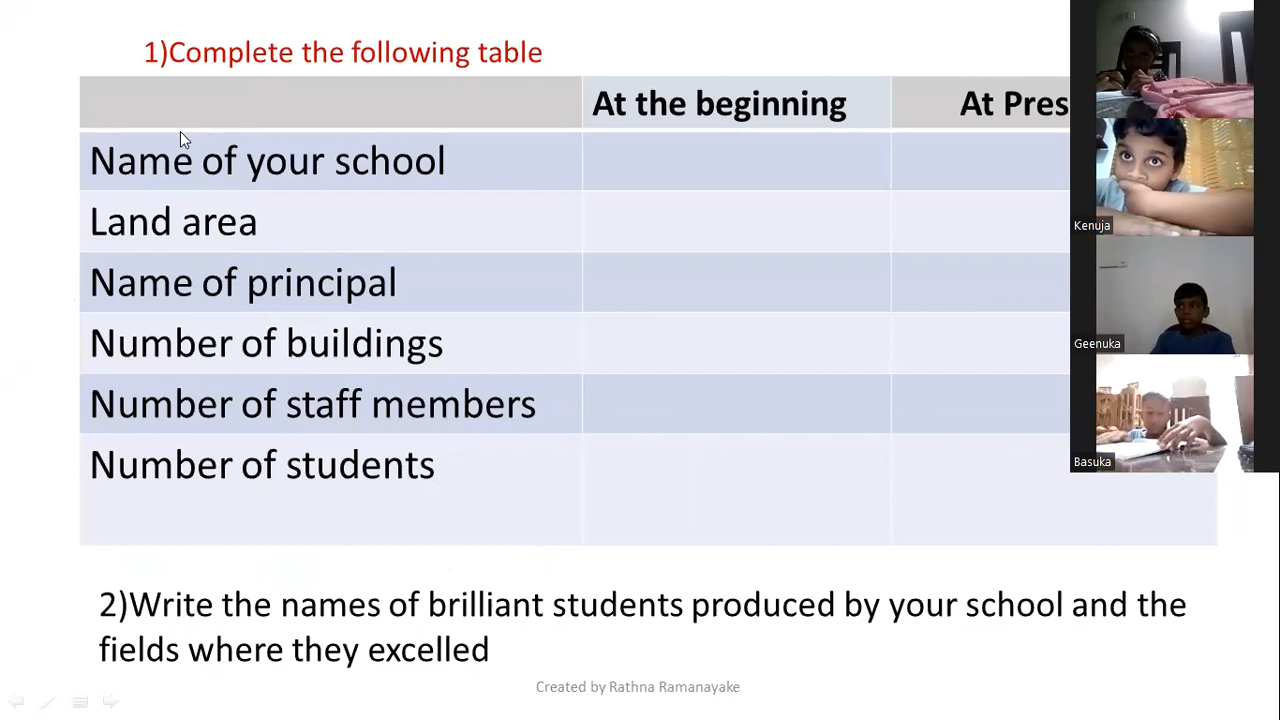 1)Complete the following table
At the beginning At Pres
Name of your school
Land area
Name of principal
Number of buildings
Number of staff members
Number of students
2)Write the names of brilliant students produced by your school and the
fields where they excelled
Created by Rathna Ramanayake
Kenuja
Geenuka
Basuka